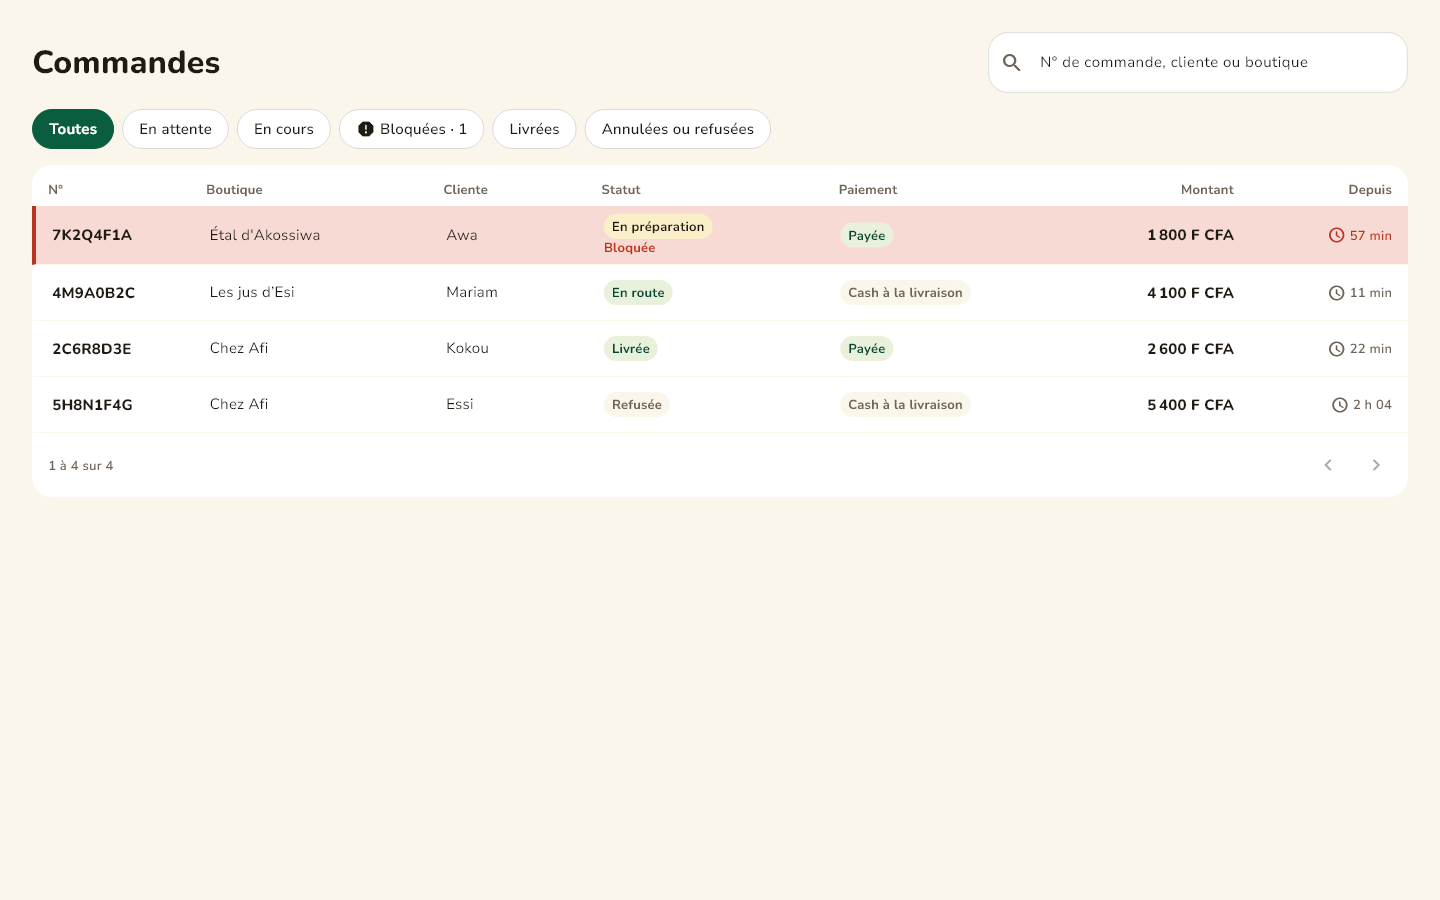 Commandes
N° de commande, cliente ou boutique
Toutes
En attente
En cours
Bloquées · 1
Livrées
Annulées ou refusées
N° Boutique Cliente Statut Paiement Montant Depuis
7K2Q4F1A Étal d'Akossiwa Awa En préparation Payée 1 800 F CFA 57 min
Bloquée
4M9A0B2C Les jus d’Esi Mariam En route Cash à la livraison 4 100 F CFA 11 min
2C6R8D3E Chez Afi Kokou Livrée Payée 2 600 F CFA 22 min
5H8N1F4G Chez Afi Essi Refusée Cash à la livraison 5 400 F CFA 2 h 04
1 à 4 sur 4